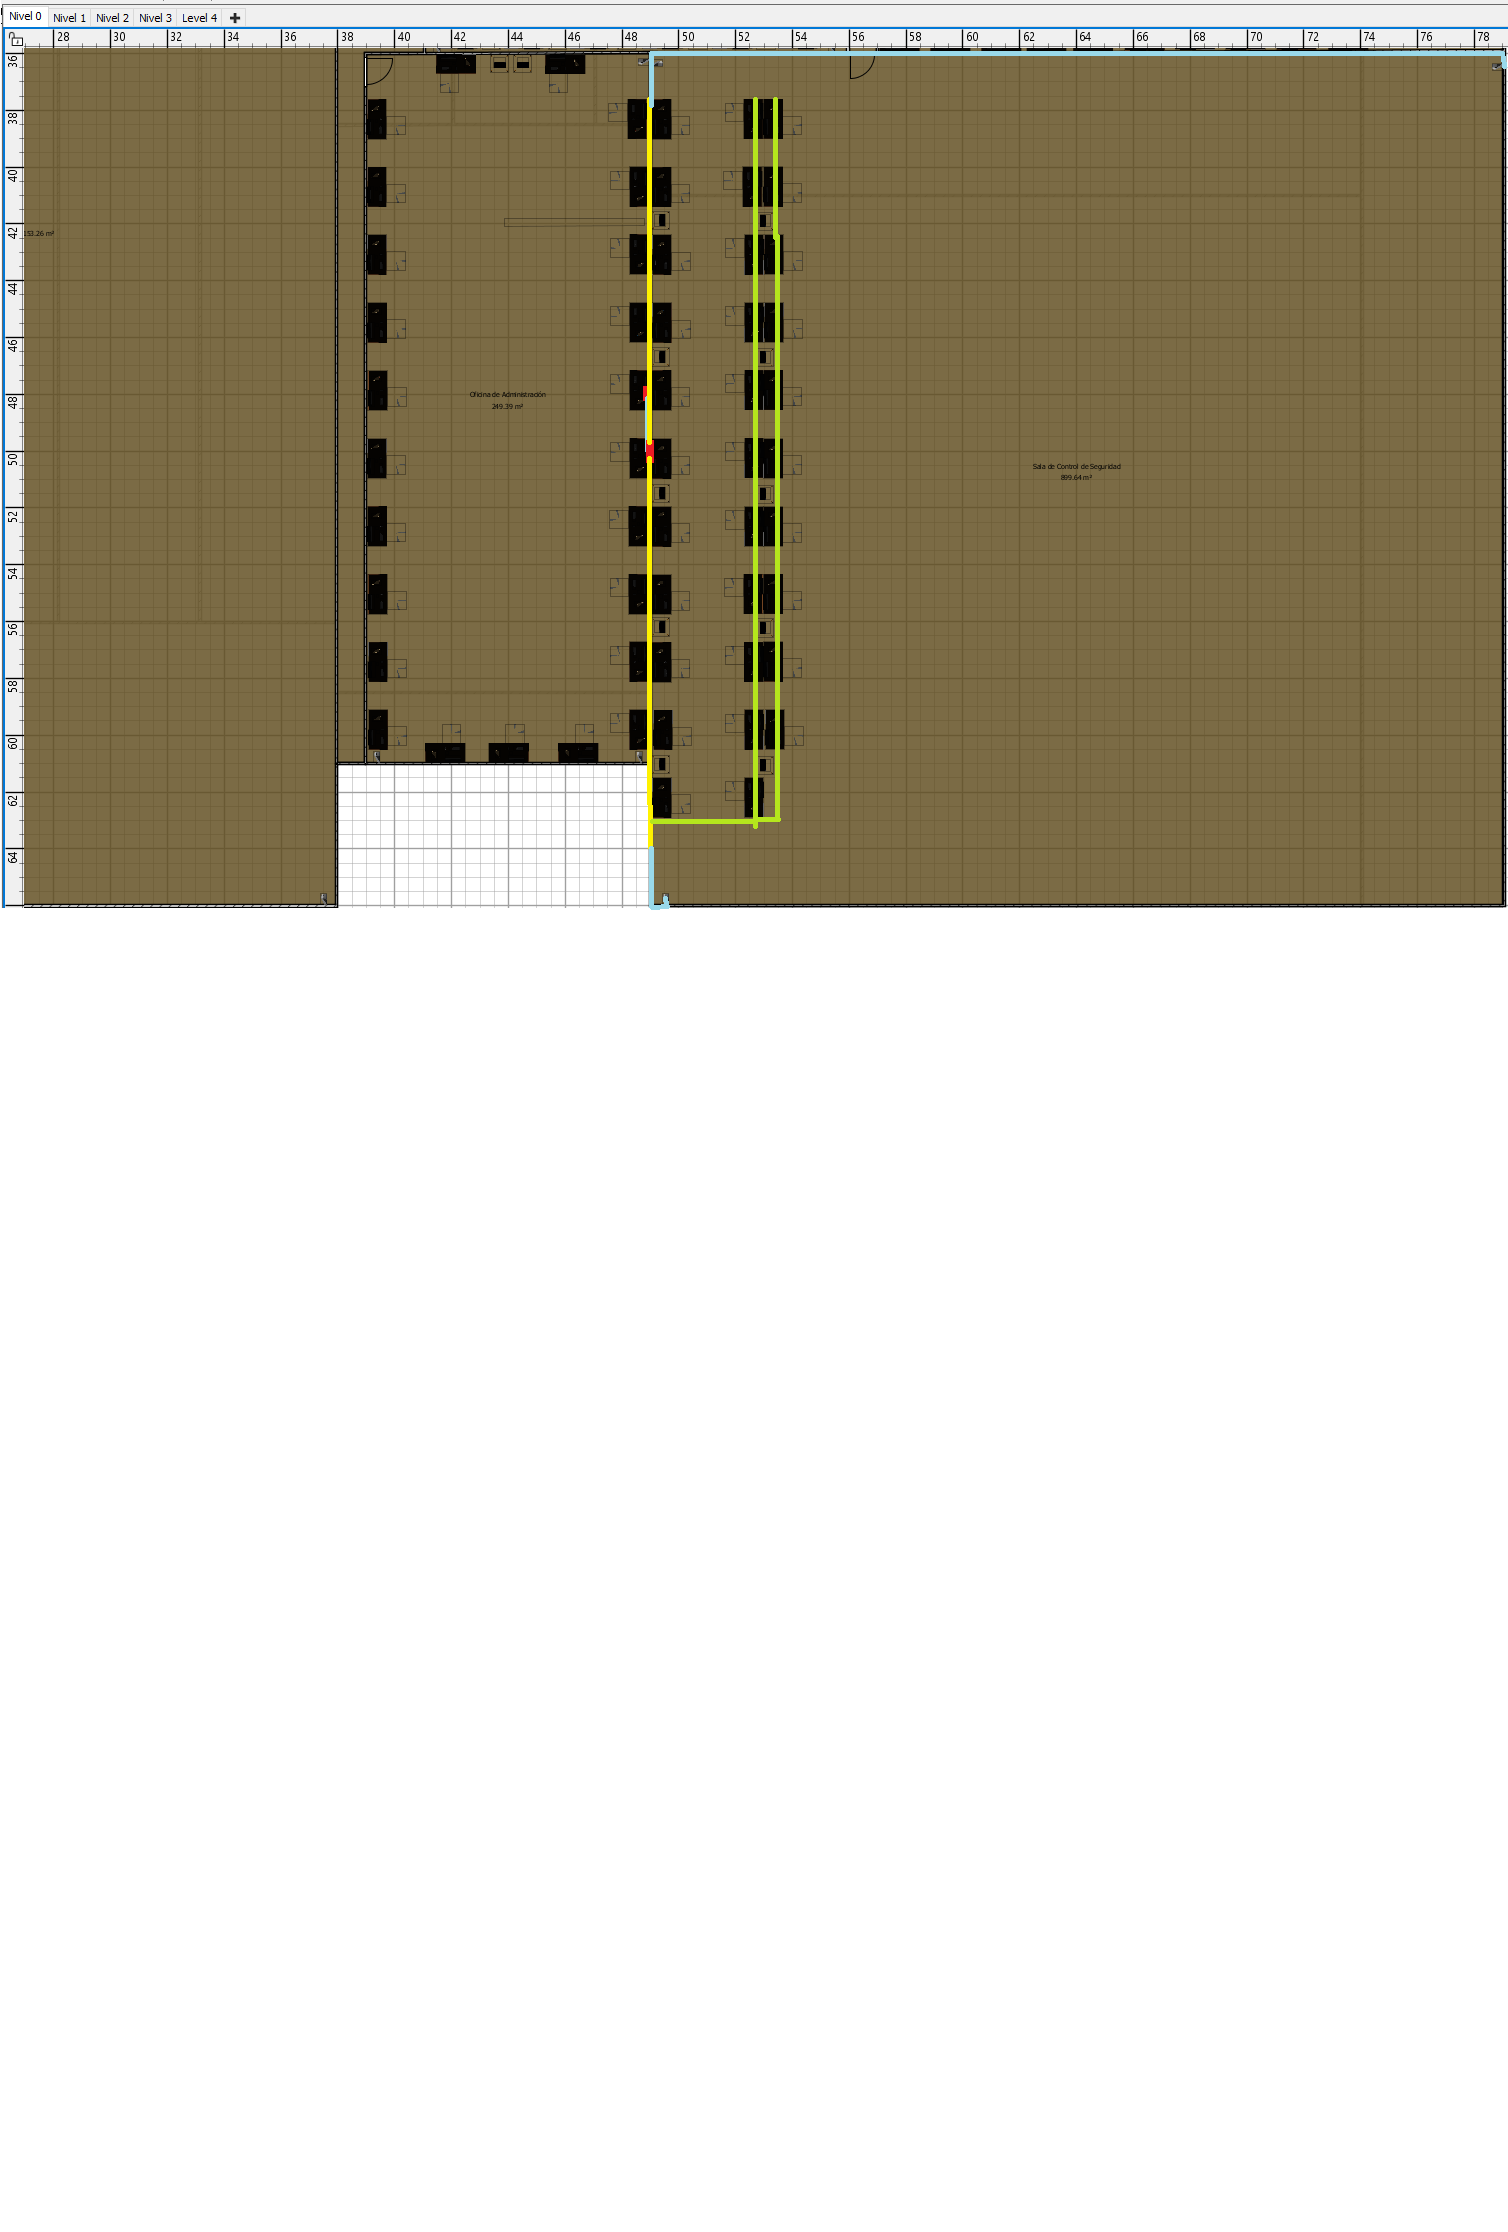 Nivel 0 Nivel 1 Nivel 2 Nivel 3 Level 4
28 30 32 34 36 38 40 42 44 46 48 50 52 54 56 58 60 62 64 66 68 70 72 74 76 78
36
38
40
42
153.26 m²
44
46
48
Oficina de Administración
249.39 m²
50
Sala de Control de Seguridad
899.64 m²
52
54
56
58
60
62
64